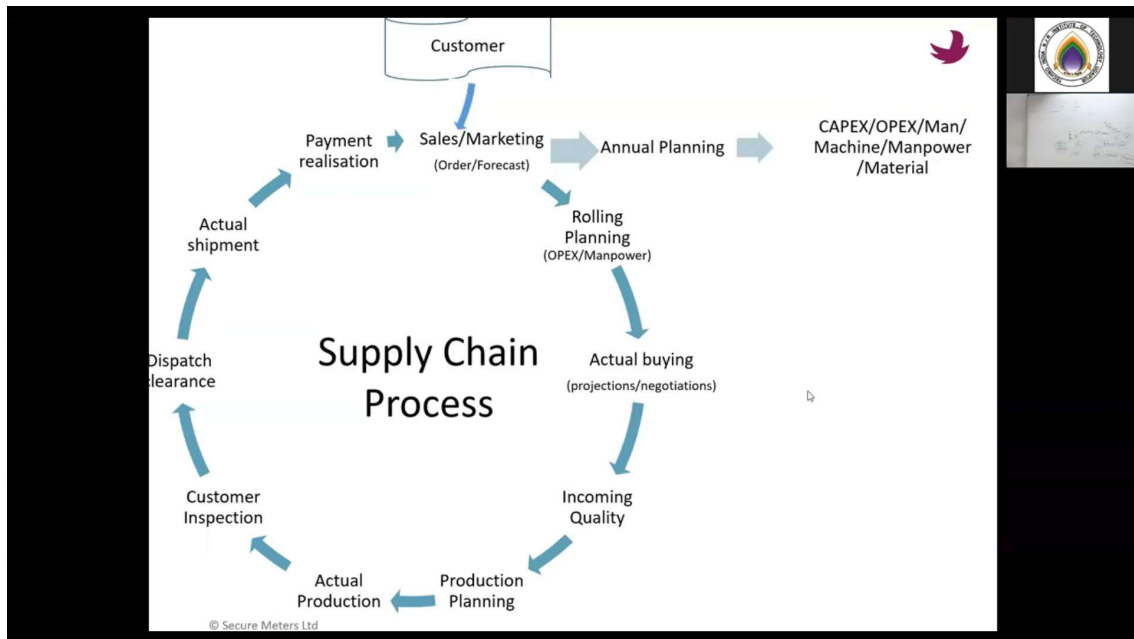 Customer
Sales/Marketing
(Order/Forecast)
Annual Planning
CAPEX/OPEX/Man/
Machine/Manpower
/Material
Rolling
Planning
(OPEX/Manpower)
Actual buying
(projections/negotiations)
Incoming
Quality
Production
Planning
Actual
Production
Customer
Inspection
Dispatch
clearance
Actual
shipment
Payment
realisation
Supply Chain
Process
© Secure Meters Ltd